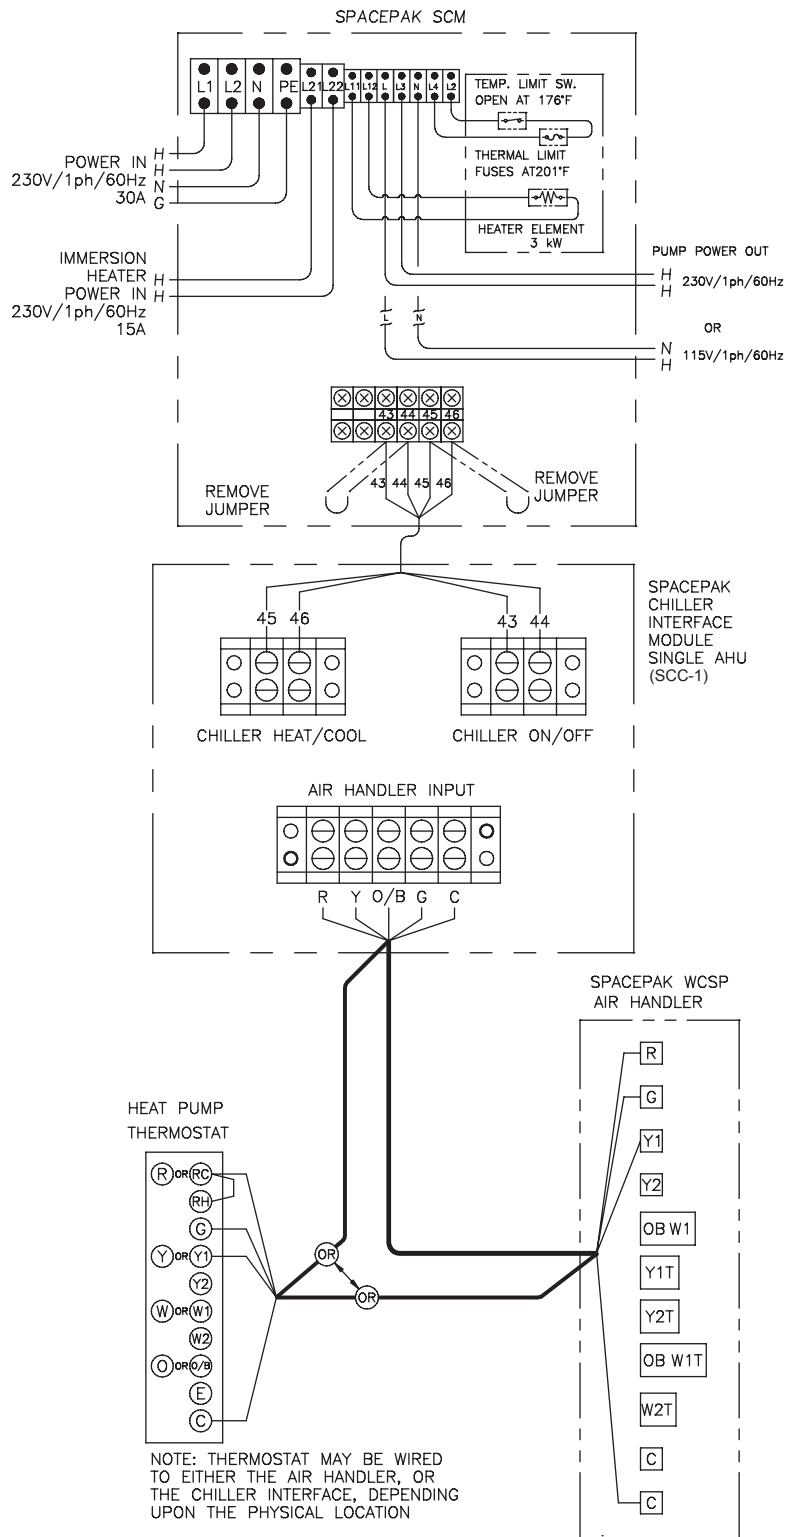 SPACEPAK SCM
L1 L2 N PE L21 L22 L11 L12 L L3 N L4 L2
TEMP. LIMIT SW.
OPEN AT 176°F
THERMAL LIMIT
FUSES AT201°F
HEATER ELEMENT
3 kW
POWER IN
230V/1ph/60Hz
30A
H
H
N
G
IMMERSION
HEATER
POWER IN
230V/1ph/60Hz
15A
H
H
PUMP POWER OUT
H
H
230V/1ph/60Hz
OR
N
H
115V/1ph/60Hz
L
N
43 44 45 46
43 44 45 46
REMOVE
JUMPER
REMOVE
JUMPER
SPACEPAK
CHILLER
INTERFACE
MODULE
SINGLE AHU
(SCC-1)
45 46
43 44
CHILLER HEAT/COOL
CHILLER ON/OFF
AIR HANDLER INPUT
R Y O/B G C
SPACEPAK WCSP
AIR HANDLER
R
G
Y1
Y2
OB W1
Y1T
Y2T
OB W1T
W2T
C
C
HEAT PUMP
THERMOSTAT
R OR RC
RH
G
Y OR Y1
Y2
W OR W1
W2
O OR O/B
E
C
OR
OR
NOTE: THERMOSTAT MAY BE WIRED
TO EITHER THE AIR HANDLER, OR
THE CHILLER INTERFACE, DEPENDING
UPON THE PHYSICAL LOCATION